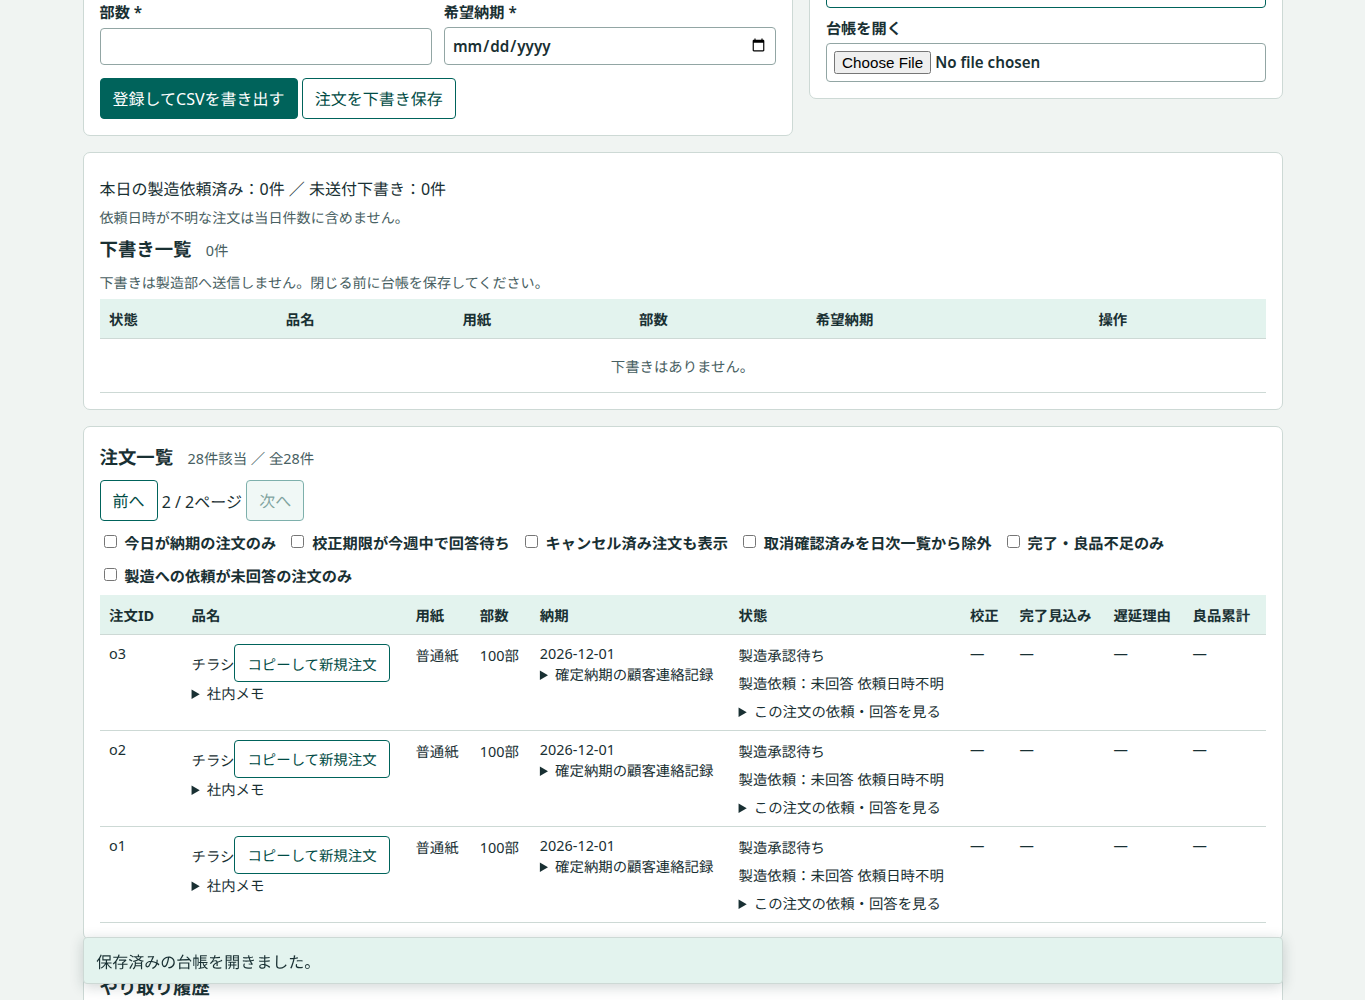 部数 *
希望納期 *
mm/dd/yyyy
登録してCSVを書き出す
注文を下書き保存
台帳を開く
Choose File No file chosen
本日の製造依頼済み：0件 ／ 未送付下書き：0件
依頼日時が不明な注文は当日件数に含めません。
下書き一覧 0件
下書きは製造部へ送信しません。閉じる前に台帳を保存してください。
状態 品名 用紙 部数 希望納期 操作
下書きはありません。
注文一覧 28件該当 ／ 全28件
前へ 2 / 2ページ 次へ
今日が納期の注文のみ 校正期限が今週中で回答待ち キャンセル済み注文も表示 取消確認済みを日次一覧から除外 完了・良品不足のみ
製造への依頼が未回答の注文のみ
注文ID 品名 用紙 部数 納期 状態 校正 完了見込み 遅延理由 良品累計
o3 チラシ コピーして新規注文 普通紙 100部 2026-12-01 製造承認待ち — — — —
▶ 社内メモ ▶ 確定納期の顧客連絡記録 製造依頼：未回答 依頼日時不明
▶ この注文の依頼・回答を見る
o2 チラシ コピーして新規注文 普通紙 100部 2026-12-01 製造承認待ち — — — —
▶ 社内メモ ▶ 確定納期の顧客連絡記録 製造依頼：未回答 依頼日時不明
▶ この注文の依頼・回答を見る
o1 チラシ コピーして新規注文 普通紙 100部 2026-12-01 製造承認待ち — — — —
▶ 社内メモ ▶ 確定納期の顧客連絡記録 製造依頼：未回答 依頼日時不明
▶ この注文の依頼・回答を見る
保存済みの台帳を開きました。
やり取り履歴